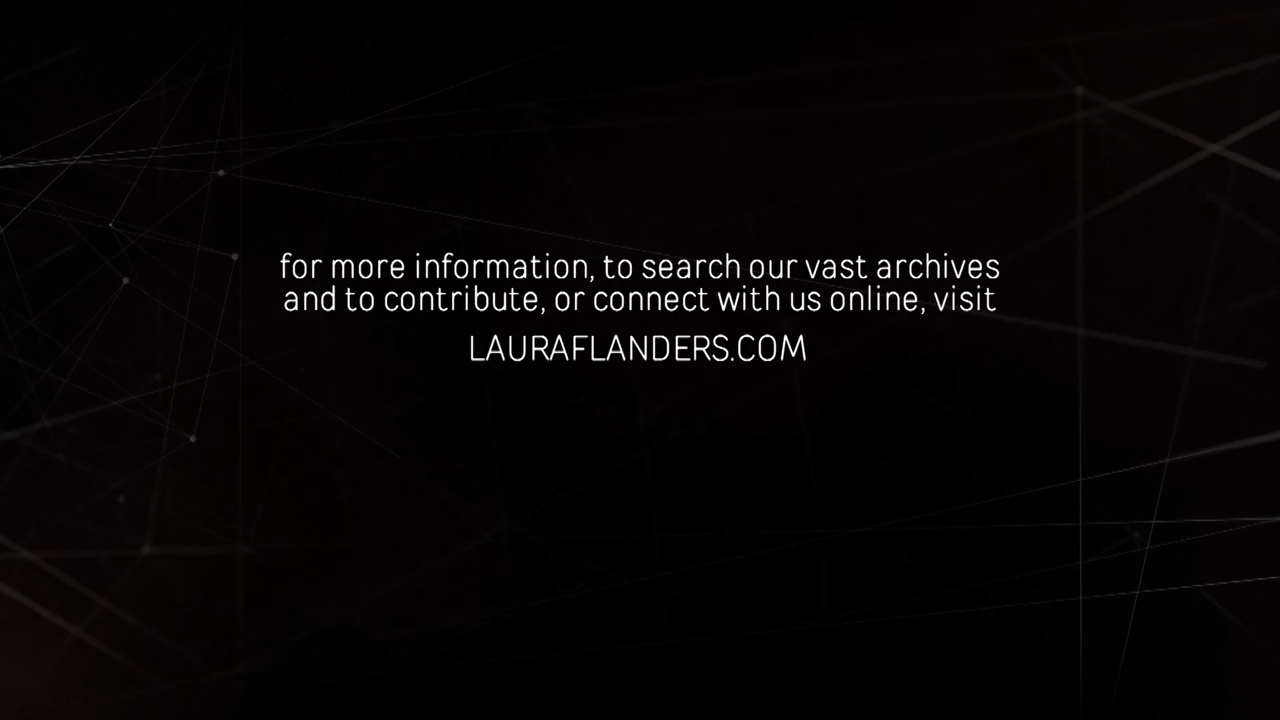 for more information, to search our vast archives
and to contribute, or connect with us online, visit
LAURAFLANDERS.COM